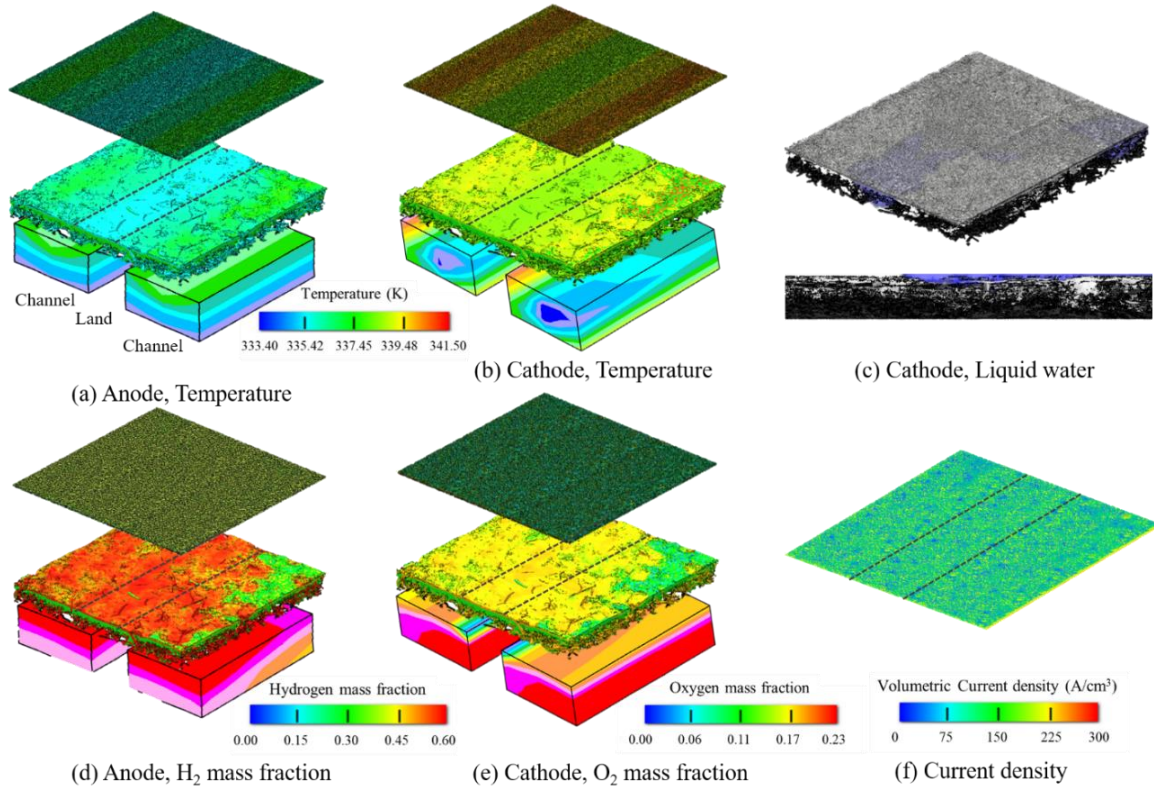 Channel
Land
Channel
Temperature (K)
333.40 335.42 337.45 339.48 341.50
(a) Anode, Temperature
(b) Cathode, Temperature
(c) Cathode, Liquid water
Hydrogen mass fraction
0.00 0.15 0.30 0.45 0.60
(d) Anode, H₂ mass fraction
Oxygen mass fraction
0.00 0.06 0.11 0.17 0.23
(e) Cathode, O₂ mass fraction
Volumetric Current density (A/cm³)
0 75 150 225 300
(f) Current density